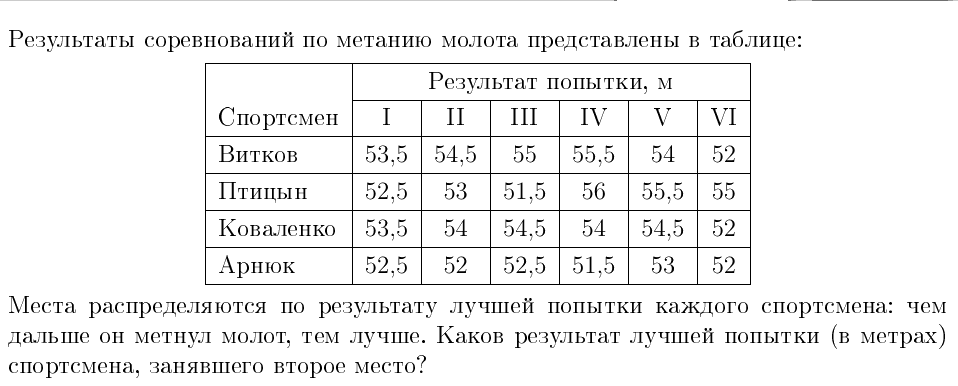 Результаты соревнований по метанию молота представлены в таблице:
Результат попытки, м
Спортсмен I II III IV V VI
Витков 53,5 54,5 55 55,5 54 52
Птицын 52,5 53 51,5 56 55,5 55
Коваленко 53,5 54 54,5 54 54,5 52
Арнюк 52,5 52 52,5 51,5 53 52
Места распределяются по результату лучшей попытки каждого спортсмена: чем
дальше он метнул молот, тем лучше. Каков результат лучшей попытки (в метрах)
спортсмена, занявшего второе место?